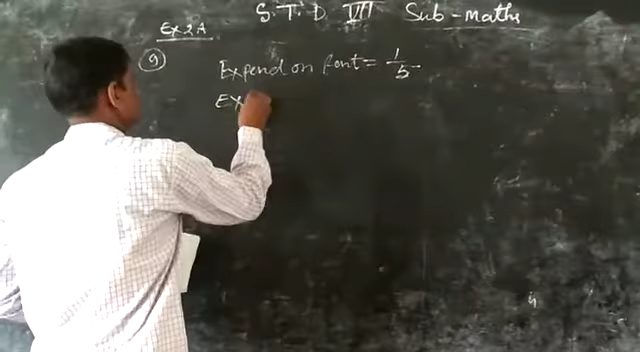 S.T.D VII Sub-Maths
Ex 2A
9 Expend on Rent = 1/5
EX